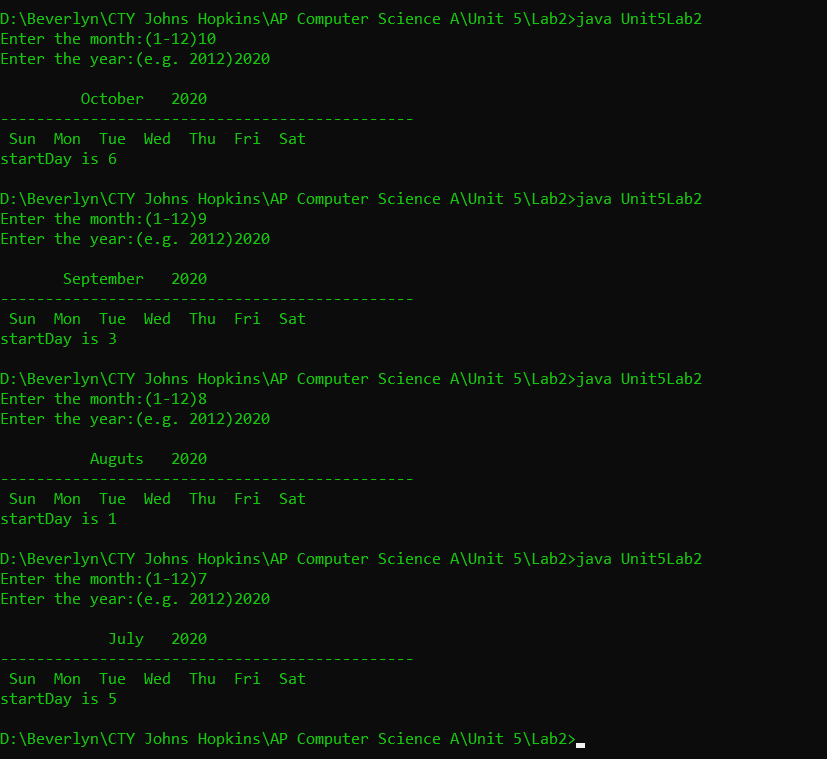 D:\Beverlyn\CTY Johns Hopkins\AP Computer Science A\Unit 5\Lab2>java Unit5Lab2
Enter the month:(1-12)10
Enter the year:(e.g. 2012)2020
October   2020
----------------------------------------------
Sun  Mon  Tue  Wed  Thu  Fri  Sat
startDay is 6
D:\Beverlyn\CTY Johns Hopkins\AP Computer Science A\Unit 5\Lab2>java Unit5Lab2
Enter the month:(1-12)9
Enter the year:(e.g. 2012)2020
September   2020
----------------------------------------------
Sun  Mon  Tue  Wed  Thu  Fri  Sat
startDay is 3
D:\Beverlyn\CTY Johns Hopkins\AP Computer Science A\Unit 5\Lab2>java Unit5Lab2
Enter the month:(1-12)8
Enter the year:(e.g. 2012)2020
Auguts   2020
----------------------------------------------
Sun  Mon  Tue  Wed  Thu  Fri  Sat
startDay is 1
D:\Beverlyn\CTY Johns Hopkins\AP Computer Science A\Unit 5\Lab2>java Unit5Lab2
Enter the month:(1-12)7
Enter the year:(e.g. 2012)2020
July   2020
----------------------------------------------
Sun  Mon  Tue  Wed  Thu  Fri  Sat
startDay is 5
D:\Beverlyn\CTY Johns Hopkins\AP Computer Science A\Unit 5\Lab2>